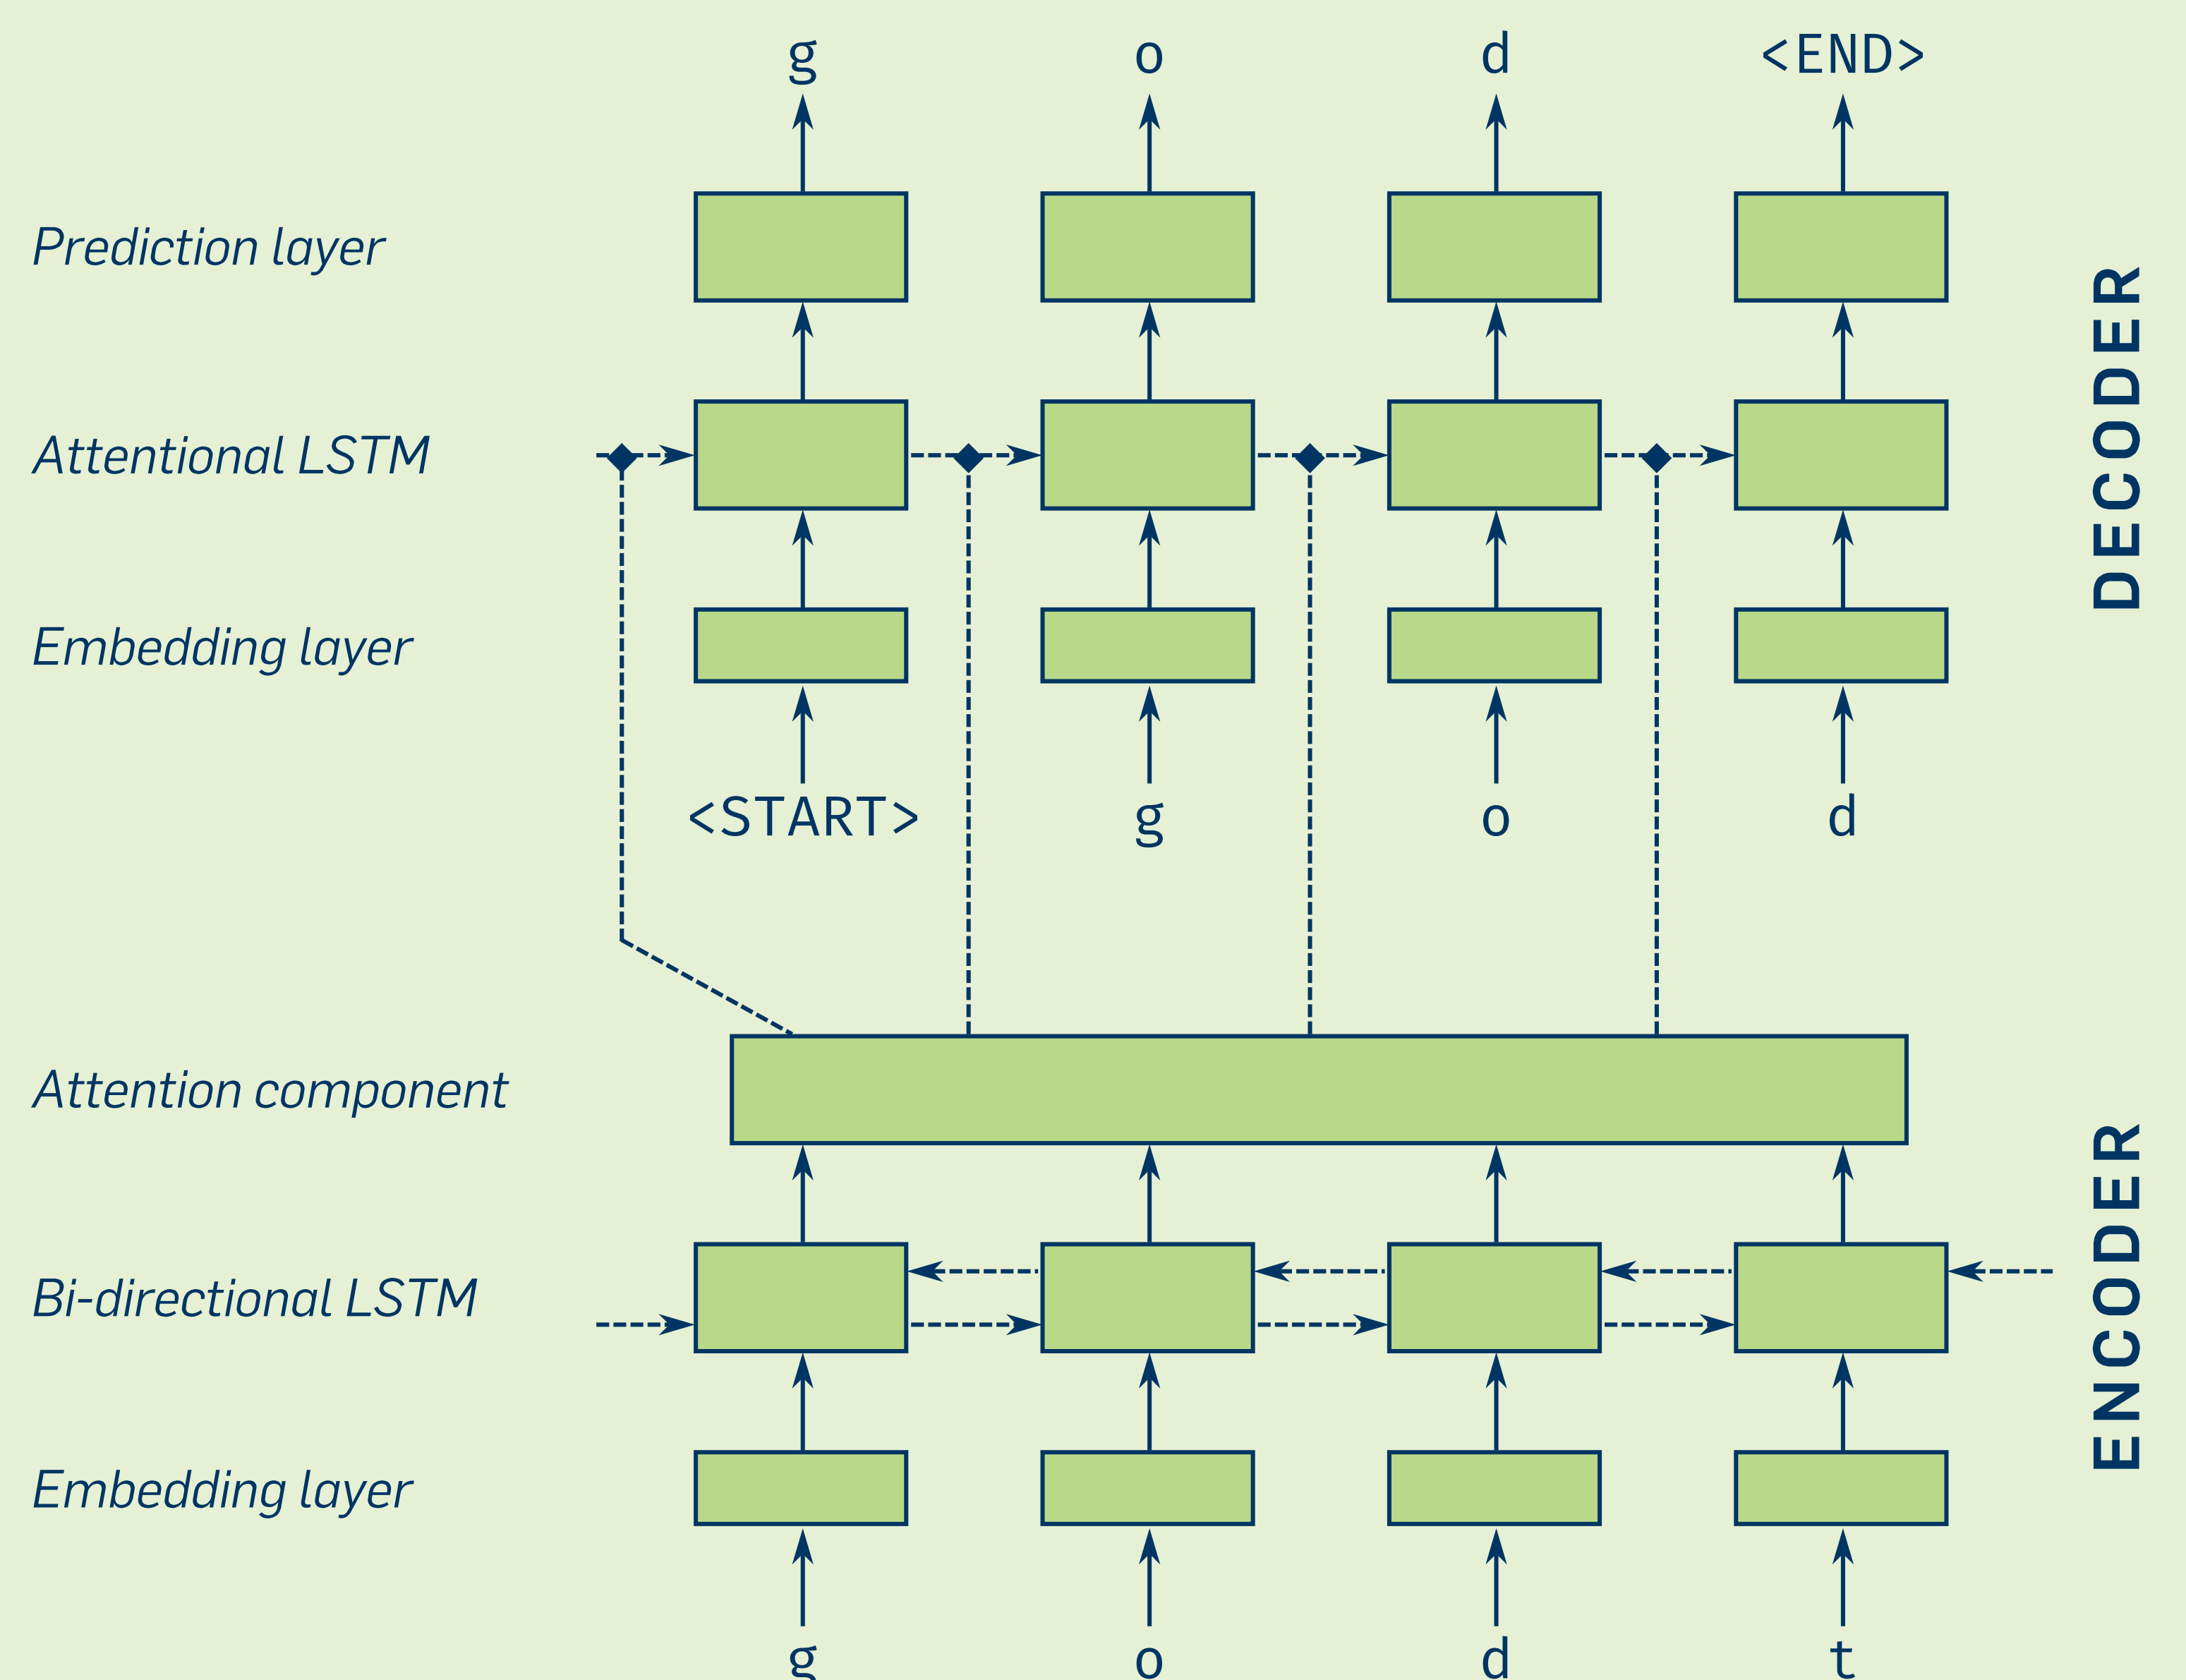 g o d <END>
Prediction layer
Attentional LSTM
Embedding layer
<START> g o d
DECODER
Attention component
Bi-directional LSTM
Embedding layer
ENCODER
g o d t